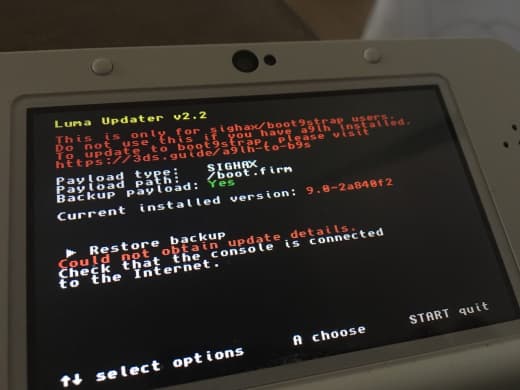 Luma Updater v2.2
This is only for sighax/boot9strap users.
Do not use this if you have a9lh installed.
To update to boot9strap, please visit
https://3ds.guide/a9lh-to-b9s
Payload type: SIGHAX
Payload path: /boot.firm
Backup Payload: Yes
Current installed version: 9.0-2a840f2
▶ Restore backup
Could not obtain update details.
Check that the console is connected
to the Internet.
↑↓ select options A choose START quit